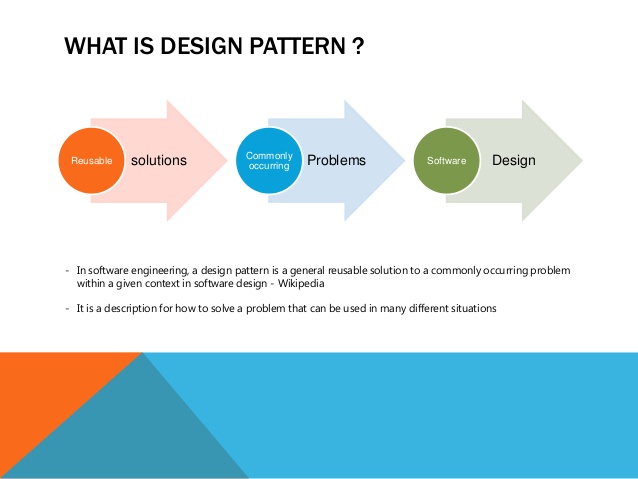 WHAT IS DESIGN PATTERN ?
Reusable solutions
Commonly occurring Problems
Software Design
- In software engineering, a design pattern is a general reusable solution to a commonly occurring problem
within a given context in software design - Wikipedia
- It is a description for how to solve a problem that can be used in many different situations